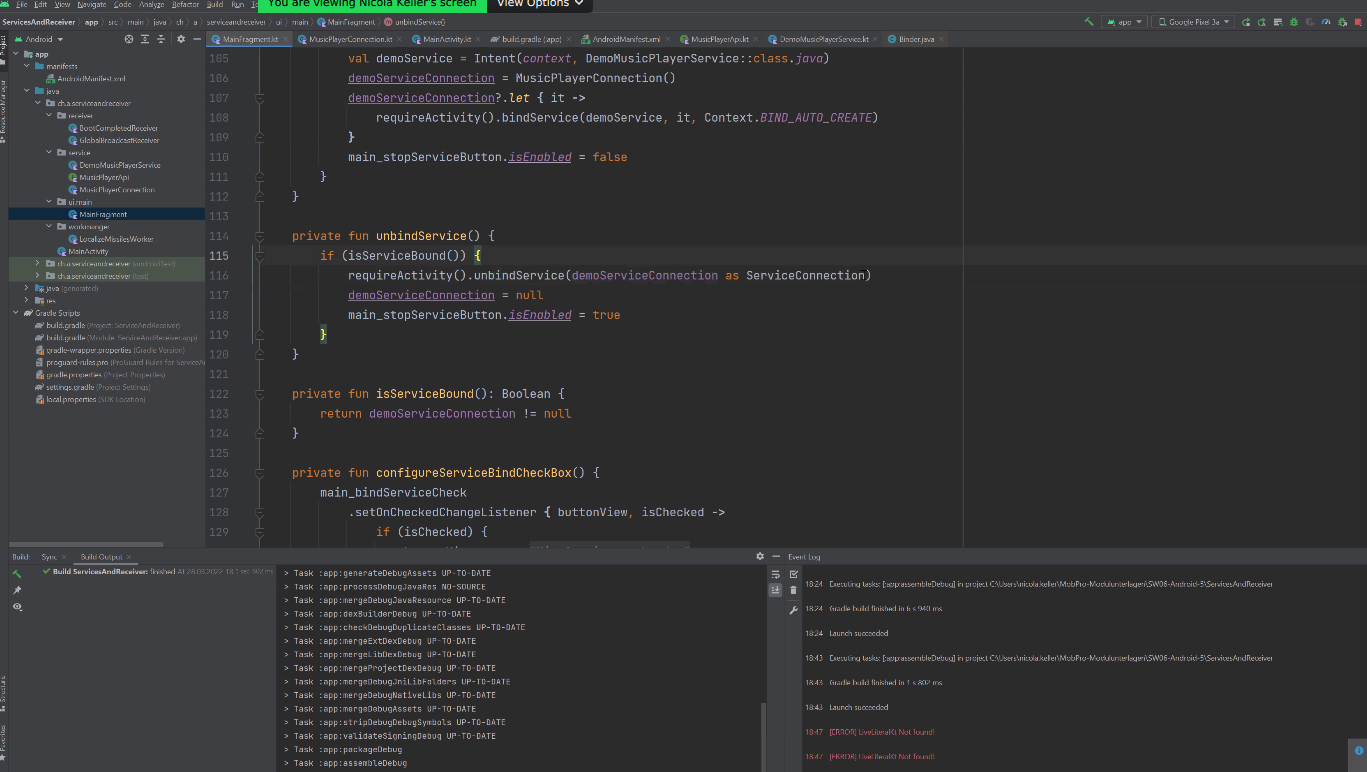 You are viewing Nicola Keller's screen
View Options
File Edit View Navigate Code Analyze Refactor Build Run
ServicesAndReceiver app src main java ch a serviceandreceiver ui main MainFragment unbindService()
app Google Pixel 3a
Android
MainFragment.kt MusicPlayerConnection.kt MainActivity.kt build.gradle (:app) AndroidManifest.xml MusicPlayerApi.kt DemoMusicPlayerService.kt Binder.java
Project
Resource Manager
Structure
Favorites
app
manifests
AndroidManifest.xml
java
ch.a.serviceandreceiver
receiver
BootCompletedReceiver
GlobalBroadcastReceiver
service
DemoMusicPlayerService
MusicPlayerApi
MusicPlayerConnection
ui.main
MainFragment
workmanger
LocalizeMissilesWorker
MainActivity
ch.a.serviceandreceiver (androidTest)
ch.a.serviceandreceiver (test)
java (generated)
res
Gradle Scripts
build.gradle (Project: ServicesAndReceiver)
build.gradle (Module: ServicesAndReceiver.app)
gradle-wrapper.properties (Gradle Version)
proguard-rules.pro (ProGuard Rules for ServicesAn
gradle.properties (Project Properties)
settings.gradle (Project Settings)
local.properties (SDK Location)
105 val demoService = Intent(context, DemoMusicPlayerService::class.java)
106 demoServiceConnection = MusicPlayerConnection()
107 demoServiceConnection?.let { it ->
108 requireActivity().bindService(demoService, it, Context.BIND_AUTO_CREATE)
109 }
110 main_stopServiceButton.isEnabled = false
111 }
112 }
113
114 private fun unbindService() {
115 if (isServiceBound()) {
116 requireActivity().unbindService(demoServiceConnection as ServiceConnection)
117 demoServiceConnection = null
118 main_stopServiceButton.isEnabled = true
119 }
120 }
121
122 private fun isServiceBound(): Boolean {
123 return demoServiceConnection != null
124 }
125
126 private fun configureServiceBindCheckBox() {
127 main_bindServiceCheck
128 .setOnCheckedChangeListener { buttonView, isChecked ->
129 if (isChecked) {
Build: Sync Build Output
Build ServicesAndReceiver: finished At 28.03.2022 18 1 sec 802 ms
> Task :app:generateDebugAssets UP-TO-DATE
> Task :app:processDebugJavaRes NO-SOURCE
> Task :app:mergeDebugJavaResource UP-TO-DATE
> Task :app:dexBuilderDebug UP-TO-DATE
> Task :app:checkDebugDuplicateClasses UP-TO-DATE
> Task :app:mergeExtDexDebug UP-TO-DATE
> Task :app:mergeLibDexDebug UP-TO-DATE
> Task :app:mergeProjectDexDebug UP-TO-DATE
> Task :app:mergeDebugJniLibFolders UP-TO-DATE
> Task :app:mergeDebugNativeLibs UP-TO-DATE
> Task :app:mergeDebugAssets UP-TO-DATE
> Task :app:stripDebugDebugSymbols UP-TO-DATE
> Task :app:validateSigningDebug UP-TO-DATE
> Task :app:packageDebug
> Task :app:assembleDebug
Event Log
18:24 Executing tasks: [:app:assembleDebug] in project C:\Users\nicola.keller\MobPro-Modulunterlagen\SW06-Android-5\ServicesAndReceiver
18:24 Gradle build finished in 6 s 940 ms
18:24 Launch succeeded
18:43 Executing tasks: [:app:assembleDebug] in project C:\Users\nicola.keller\MobPro-Modulunterlagen\SW06-Android-5\ServicesAndReceiver
18:43 Gradle build finished in 1 s 802 ms
18:43 Launch succeeded
18:47 [ERROR] LiveLiteralKt Not found!
18:47 [ERROR] LiveLiteralKt Not found!